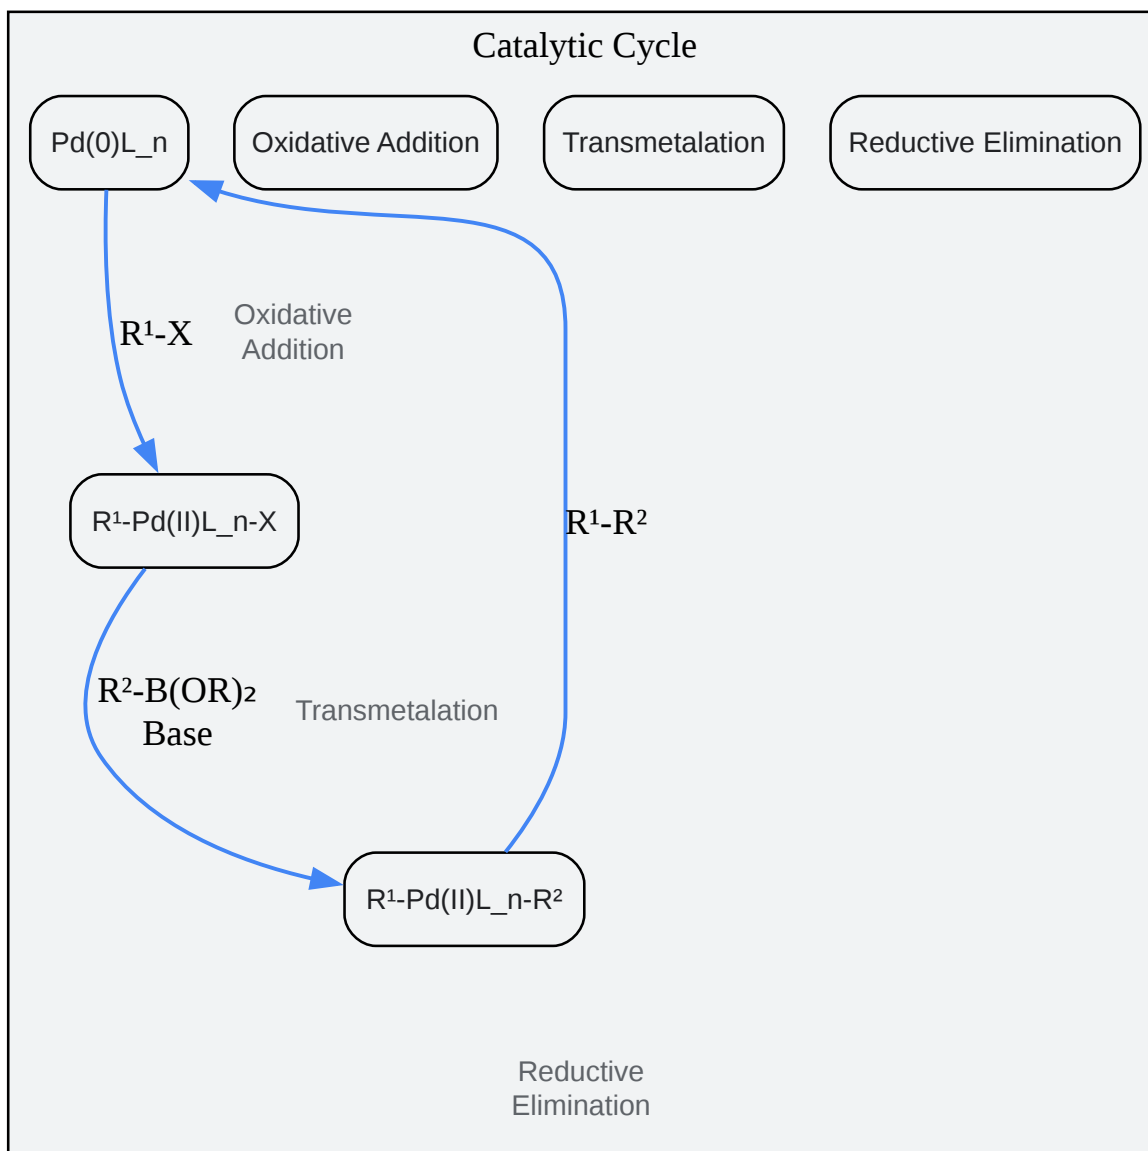 Catalytic Cycle
Pd(0)L_n
Oxidative Addition
Transmetalation
Reductive Elimination
R¹-X
Oxidative
Addition
R¹-Pd(II)L_n-X
R¹-R²
R²-B(OR)₂
Base
Transmetalation
R¹-Pd(II)L_n-R²
Reductive
Elimination